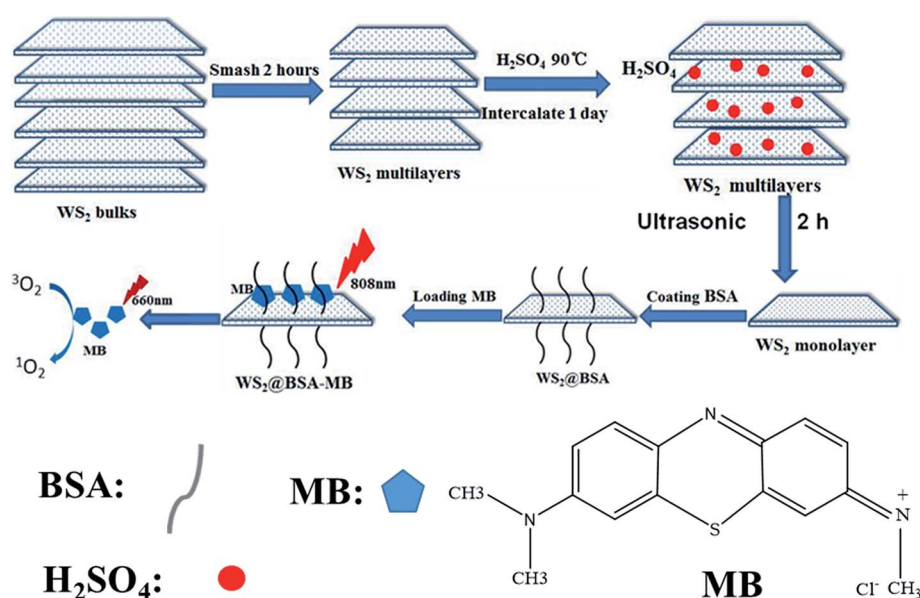 Smash 2 hours
H₂SO₄ 90℃
Intercalate 1 day
H₂SO₄
WS₂ bulks
WS₂ multilayers
WS₂ multilayers
Ultrasonic 2 h
³O₂
660nm
MB
¹O₂
MB
808nm
WS₂@BSA-MB
Loading MB
WS₂@BSA
Coating BSA
WS₂ monolayer
BSA:
MB:
H₂SO₄:
N
CH3
N
CH3
S
+
N
Cl⁻ CH₃
MB